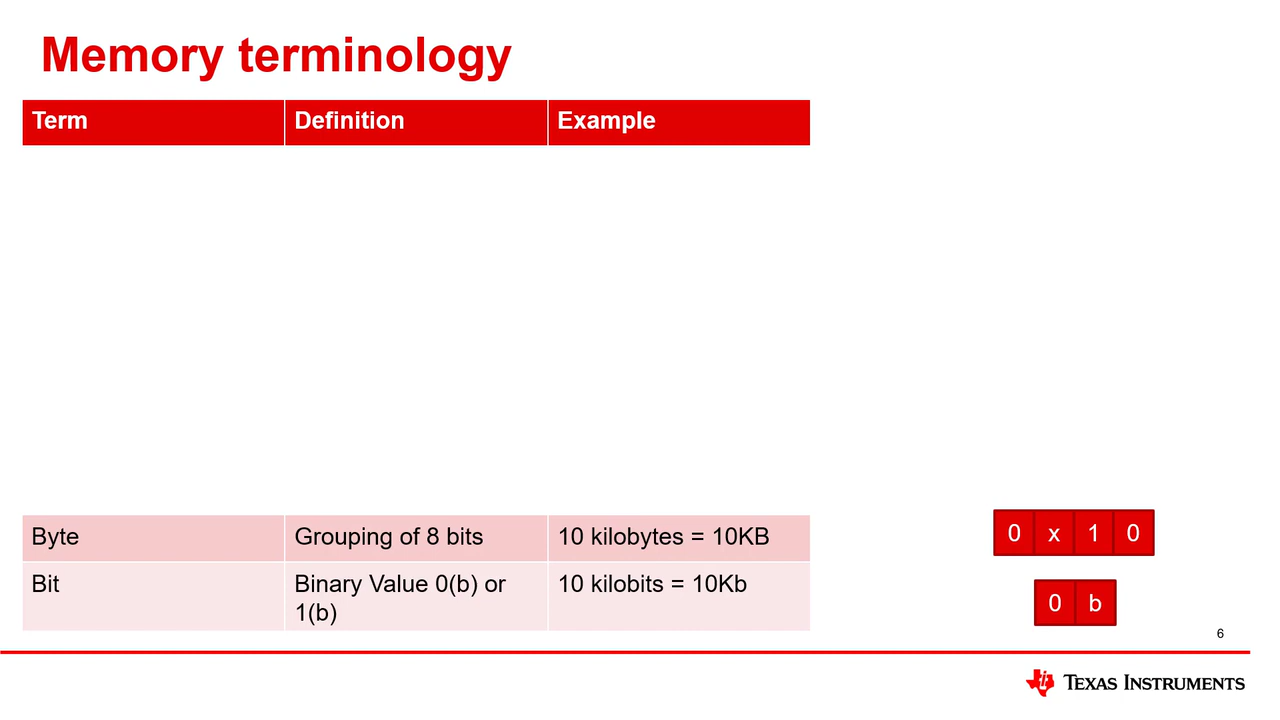 Memory terminology
Term Definition Example
Byte Grouping of 8 bits 10 kilobytes = 10KB
0 x 1 0
Bit Binary Value 0(b) or 10 kilobits = 10Kb
1(b)
0 b
6
TEXAS INSTRUMENTS